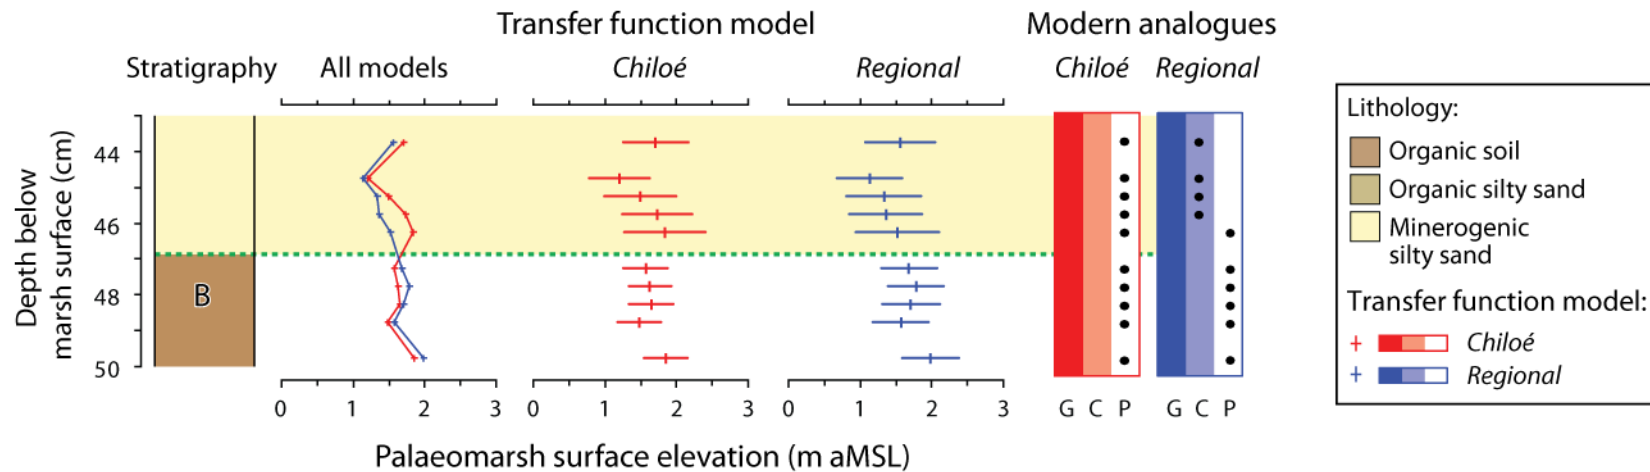 Transfer function model
Modern analogues
Stratigraphy
All models
Chiloé
Regional
Chiloé
Regional
Depth below
marsh surface (cm)
44
46
48
50
B
0 1 2 3
0 1 2 3
0 1 2 3
G C P
G C P
Palaeomarsh surface elevation (m aMSL)
Lithology:
Organic soil
Organic silty sand
Minerogenic
silty sand
Transfer function model:
Chiloé
Regional